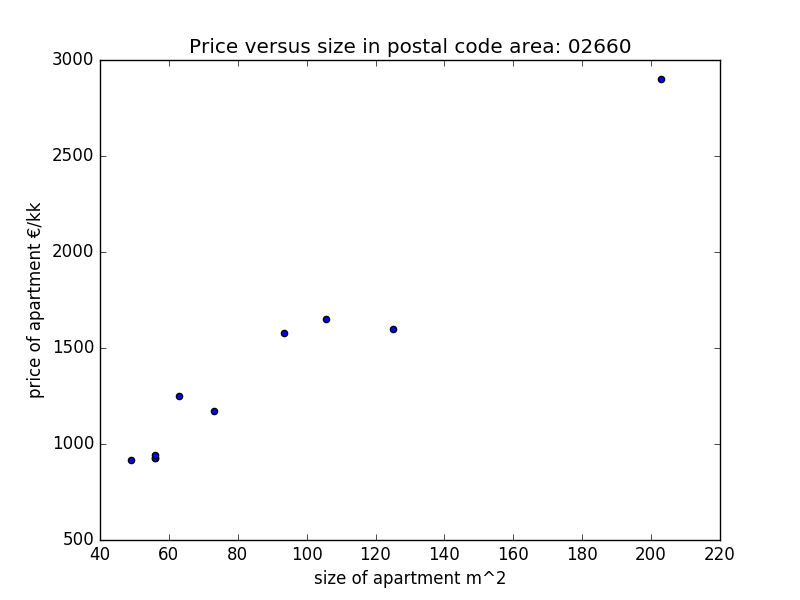 Price versus size in postal code area: 02660
3000
2500
2000
1500
1000
500
price of apartment €/kk
40 60 80 100 120 140 160 180 200 220
size of apartment m^2